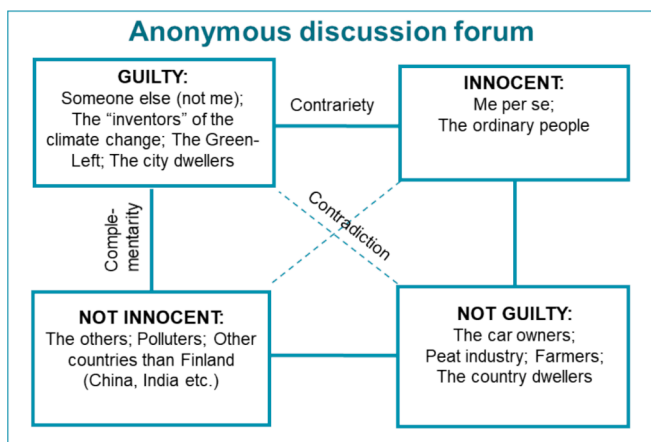 Anonymous discussion forum
GUILTY:
Someone else (not me);
The “inventors” of the
climate change; The Green-
Left; The city dwellers
Contrariety
INNOCENT:
Me per se;
The ordinary people
Comple-
mentarity
Contradiction
NOT INNOCENT:
The others; Polluters; Other
countries than Finland
(China, India etc.)
NOT GUILTY:
The car owners;
Peat industry; Farmers;
The country dwellers